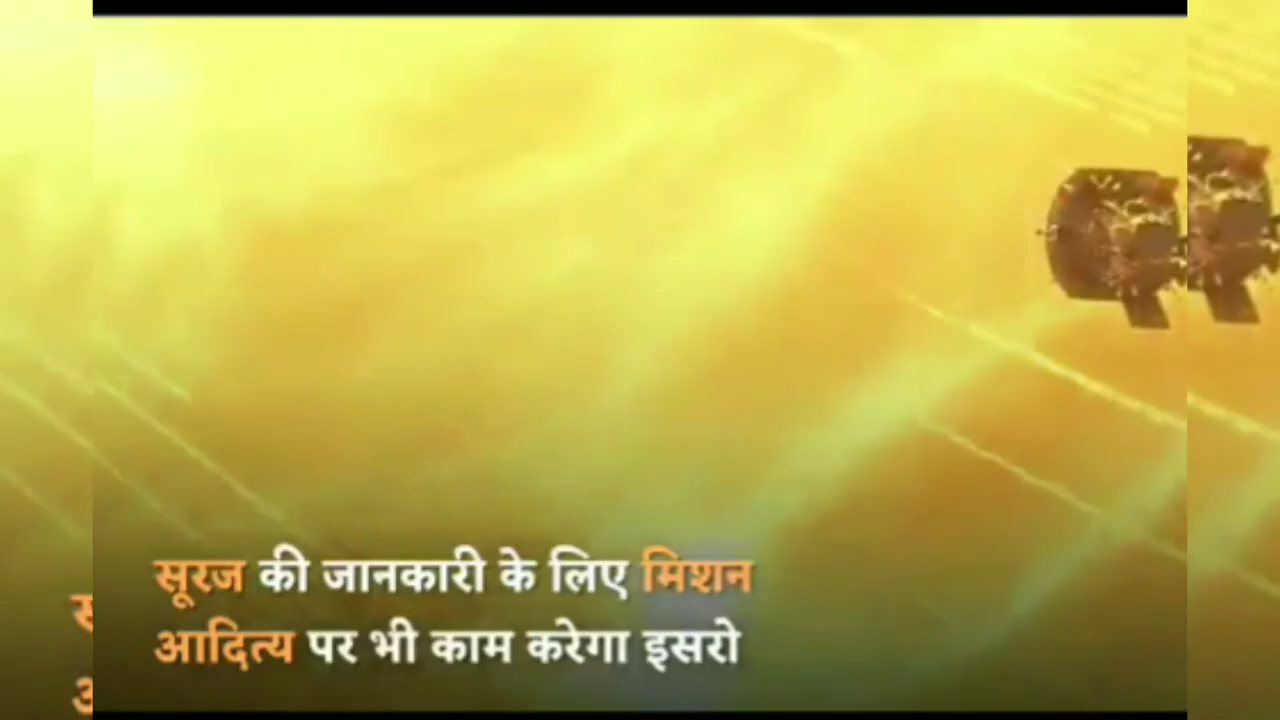 सूरज की जानकारी के लिए मिशन
आदित्य पर भी काम करेगा इसरो